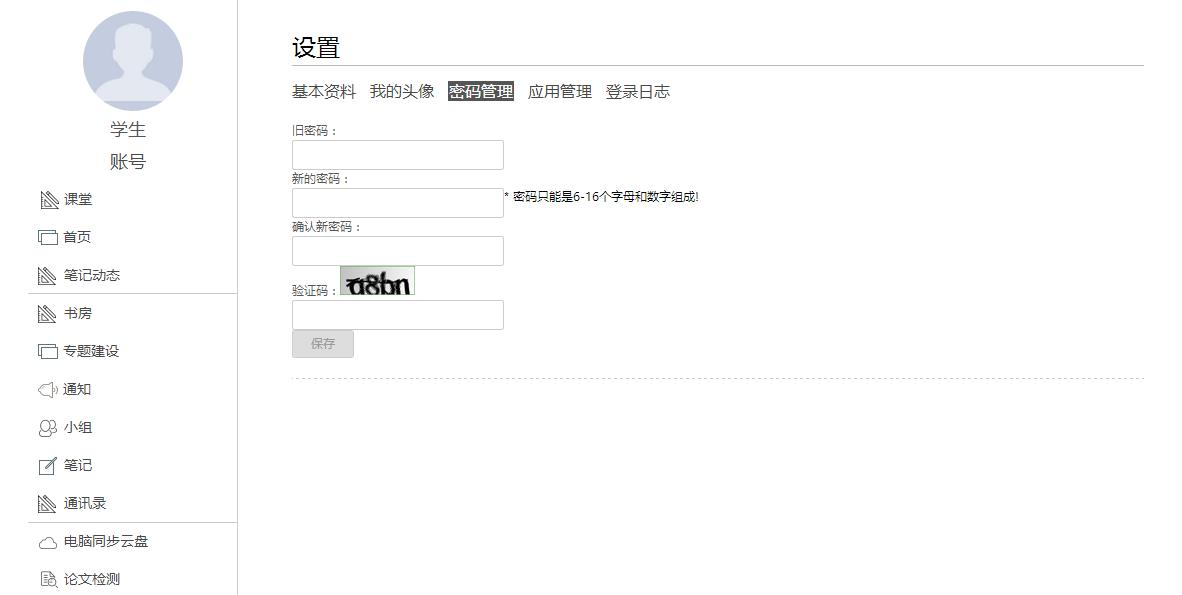 学生
账号
课堂
首页
笔记动态
书房
专题建设
通知
小组
笔记
通讯录
电脑同步云盘
论文检测
设置
基本资料 我的头像 密码管理 应用管理 登录日志
旧密码：
新的密码：
* 密码只能是6-16个字母和数字组成!
确认新密码：
验证码：
a8bn
保存